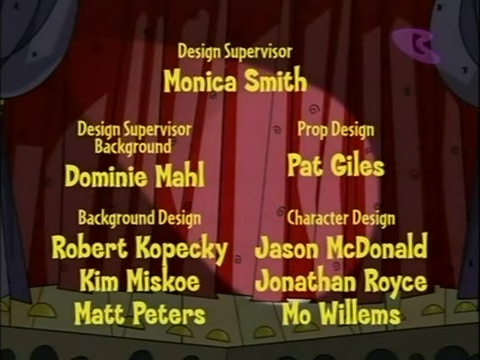 Design Supervisor
Monica Smith
Design Supervisor
Background
Dominie Mahl
Prop Design
Pat Giles
Background Design
Robert Kopecky
Kim Miskoe
Matt Peters
Character Design
Jason McDonald
Jonathan Royce
Mo Willems